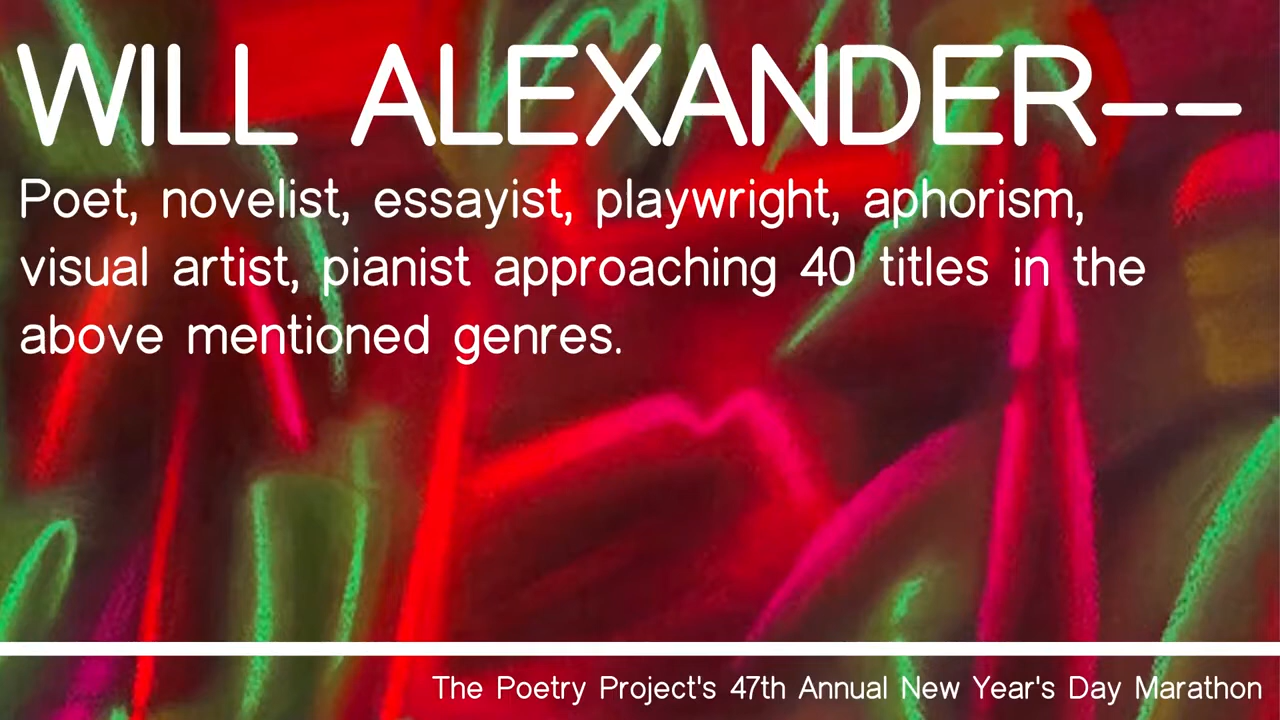 WILL ALEXANDER--
Poet, novelist, essayist, playwright, aphorism,
visual artist, pianist approaching 40 titles in the
above mentioned genres.
The Poetry Project's 47th Annual New Year's Day Marathon